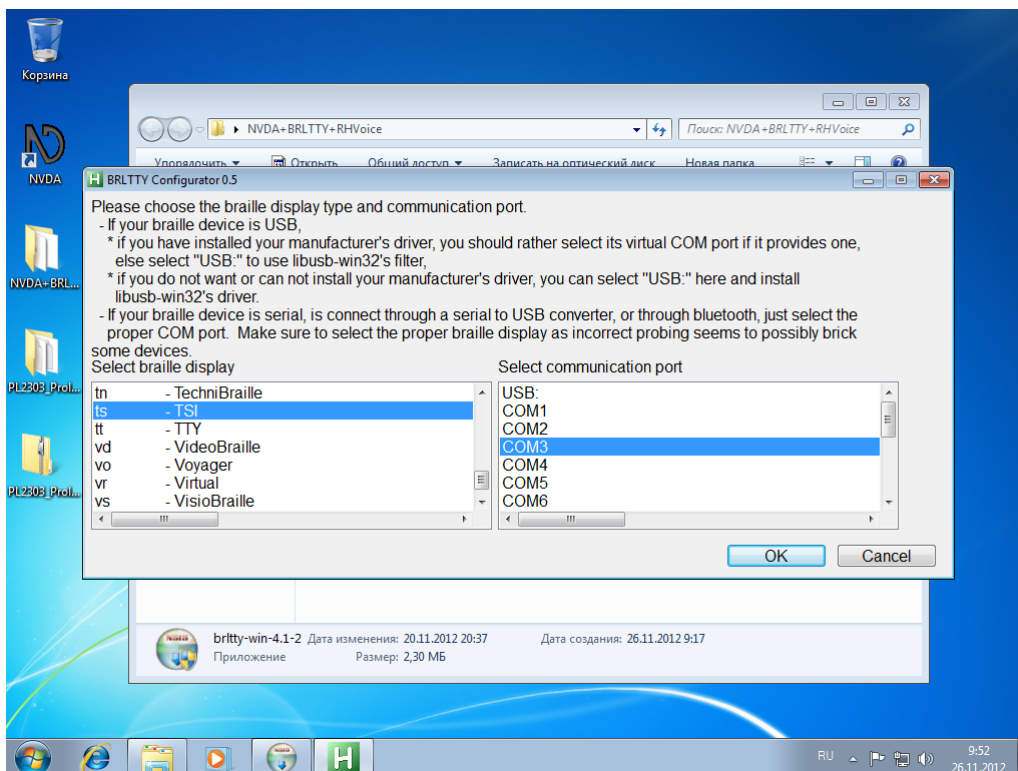 Корзина
NVDA
NVDA+BRL...
PL2303_Proli...
PL2303_Proli...
NVDA+BRLTTY+RHVoice
Поиск: NVDA+BRLTTY+RHVoice
Упорядочить Открыть Общий доступ Записать на оптический диск Новая папка
BRLTTY Configurator 0.5
Please choose the braille display type and communication port.
- If your braille device is USB,
* if you have installed your manufacturer's driver, you should rather select its virtual COM port if it provides one,
else select "USB:" to use libusb-win32's filter,
* if you do not want or can not install your manufacturer's driver, you can select "USB:" here and install
libusb-win32's driver.
- If your braille device is serial, is connect through a serial to USB converter, or through bluetooth, just select the
proper COM port. Make sure to select the proper braille display as incorrect probing seems to possibly brick
some devices.
Select braille display
tn - TechniBraille
ts - TSI
tt - TTY
vd - VideoBraille
vo - Voyager
vr - Virtual
vs - VisioBraille
Select communication port
USB:
COM1
COM2
COM3
COM4
COM5
COM6
OK Cancel
NSIS
brltty-win-4.1-2 Дата изменения: 20.11.2012 20:37 Дата создания: 26.11.2012 9:17
Приложение Размер: 2,30 МБ
NSIS
H
RU
9:52
26.11.2012